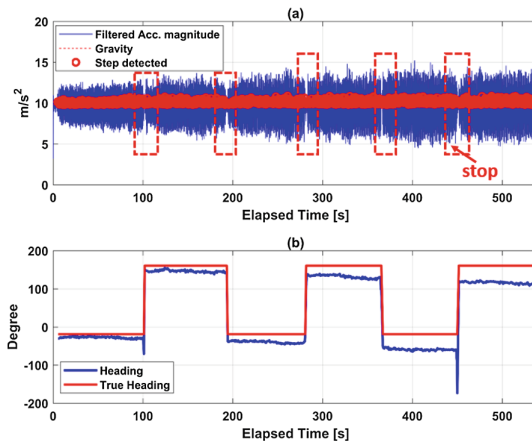 (a)
20
15
10
5
0
m/s²
Filtered Acc. magnitude
Gravity
Step detected
stop
0 100 200 300 400 500
Elapsed Time [s]
(b)
200
100
0
-100
-200
Degree
Heading
True Heading
0 100 200 300 400 500
Elapsed Time [s]